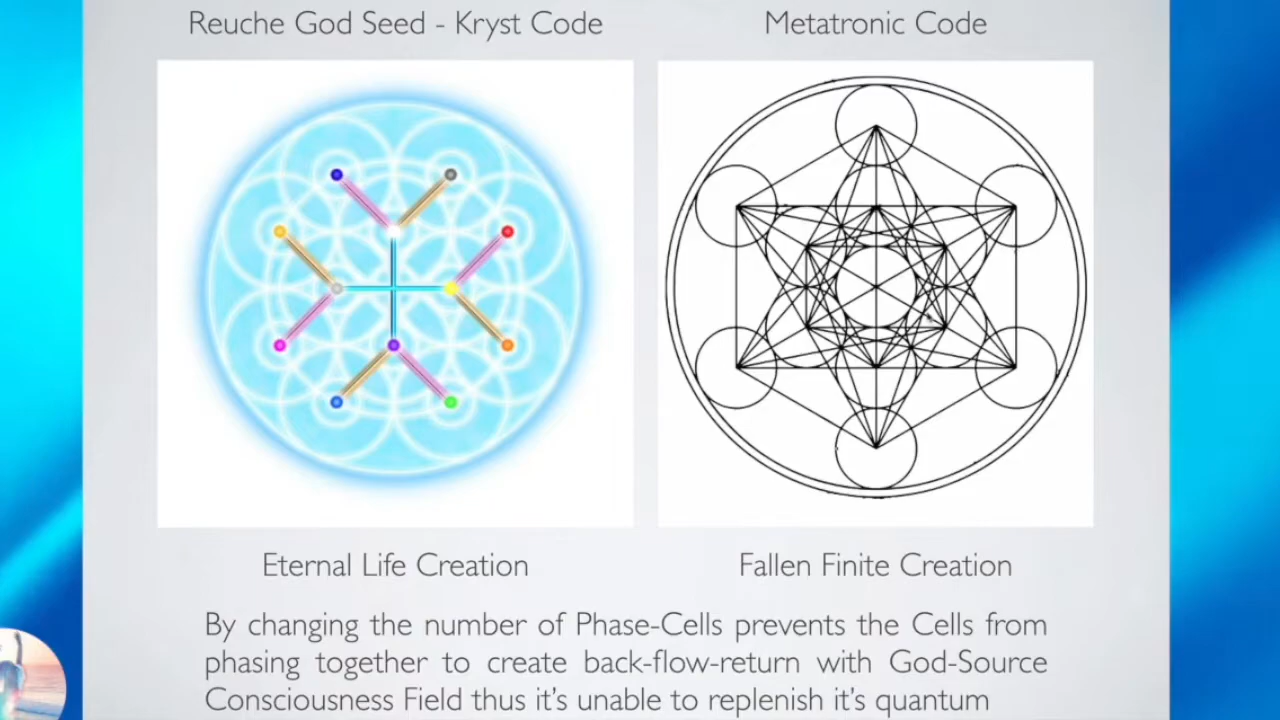 Reuche God Seed - Kryst Code
Metatronic Code
Eternal Life Creation
Fallen Finite Creation
By changing the number of Phase-Cells prevents the Cells from
phasing together to create back-flow-return with God-Source
Consciousness Field thus it's unable to replenish it's quantum